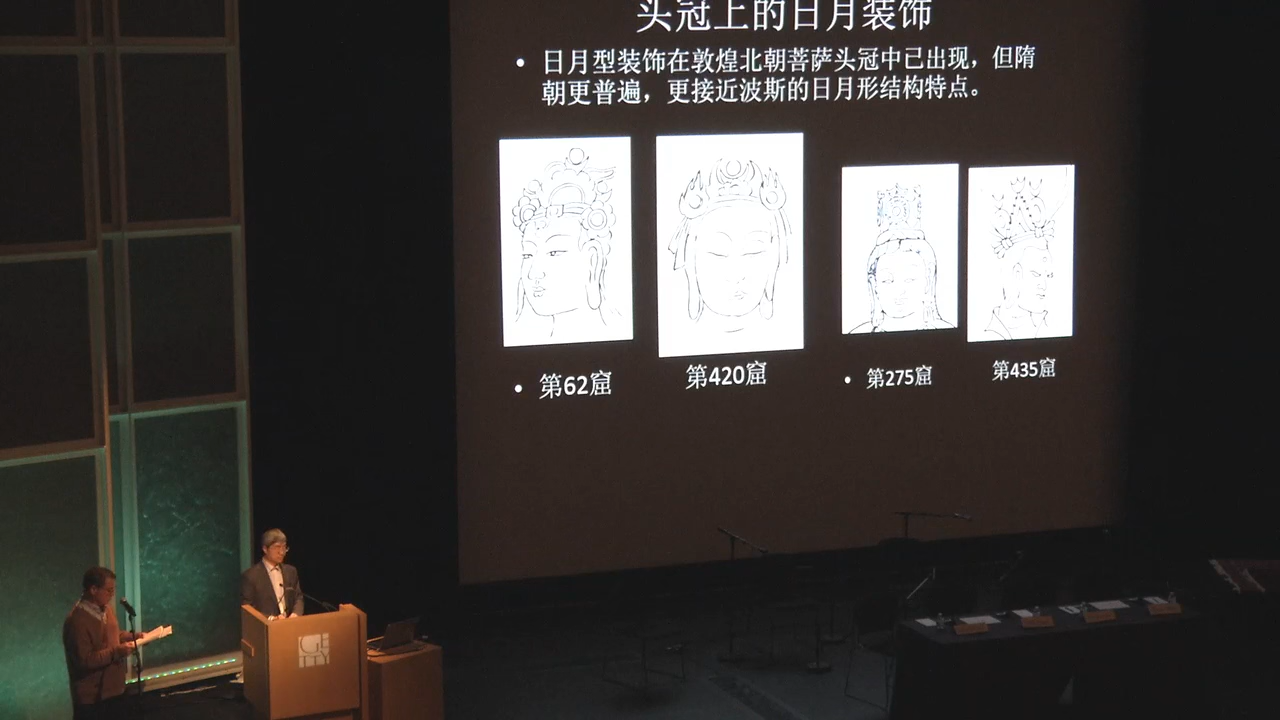 头冠上的日月装饰
• 日月型装饰在敦煌北朝菩萨头冠中已出现，但隋
朝更普遍，更接近波斯的日月形结构特点。
• 第62窟
第420窟
• 第275窟
第435窟
GE
TTY